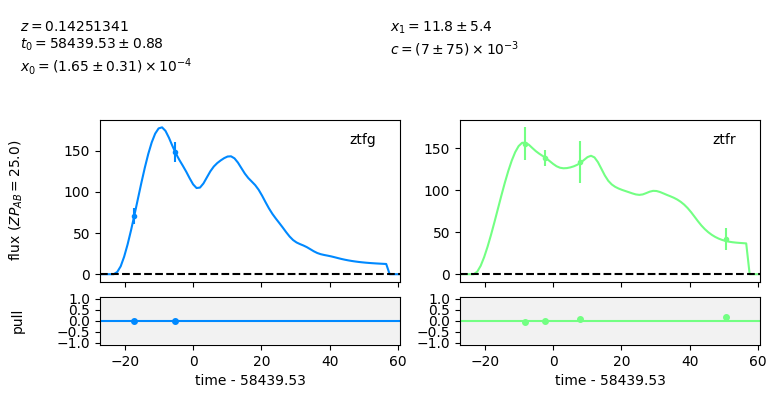 z = 0.14251341
t₀ = 58439.53 ± 0.88
x₀ = (1.65 ± 0.31) × 10⁻⁴
x₁ = 11.8 ± 5.4
c = (7 ± 75) × 10⁻³
flux (ZP_AB = 25.0)
150
100
50
0
ztfg
150
100
50
0
ztfr
pull
1.0
0.5
0.0
−0.5
−1.0
−20 0 20 40 60
time - 58439.53
1.0
0.5
0.0
−0.5
−1.0
−20 0 20 40 60
time - 58439.53